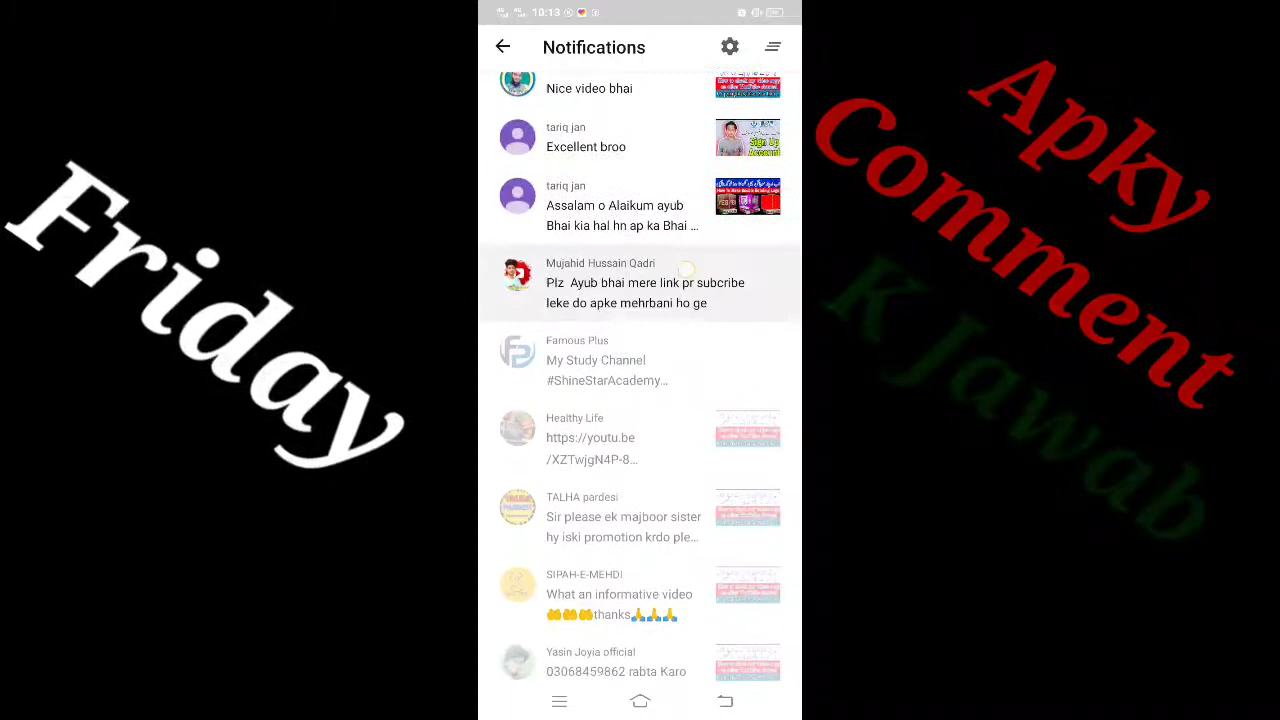 10:13
Notifications
Nice video bhai
tariq jan
Excellent broo
Sign Up
Account
tariq jan
Assalam o Alaikum ayub
Bhai kia hal hn ap ka Bhai ...
Mujahid Hussain Qadri
Plz Ayub bhai mere link pr subcribe
leke do apke mehrbani ho ge
Famous Plus
My Study Channel
#ShineStarAcademy...
Healthy Life
https://youtu.be
/XZTwjgN4P-8...
TALHA pardesi
Sir please ek majboor sister
hy iski promotion krdo ple...
SIPAH-E-MEHDI
What an informative video
🤲🤲🤲thanks🙏🙏🙏
Yasin Joyia official
03068459862 rabta Karo
Friday
Apky
Comment
K Jawab